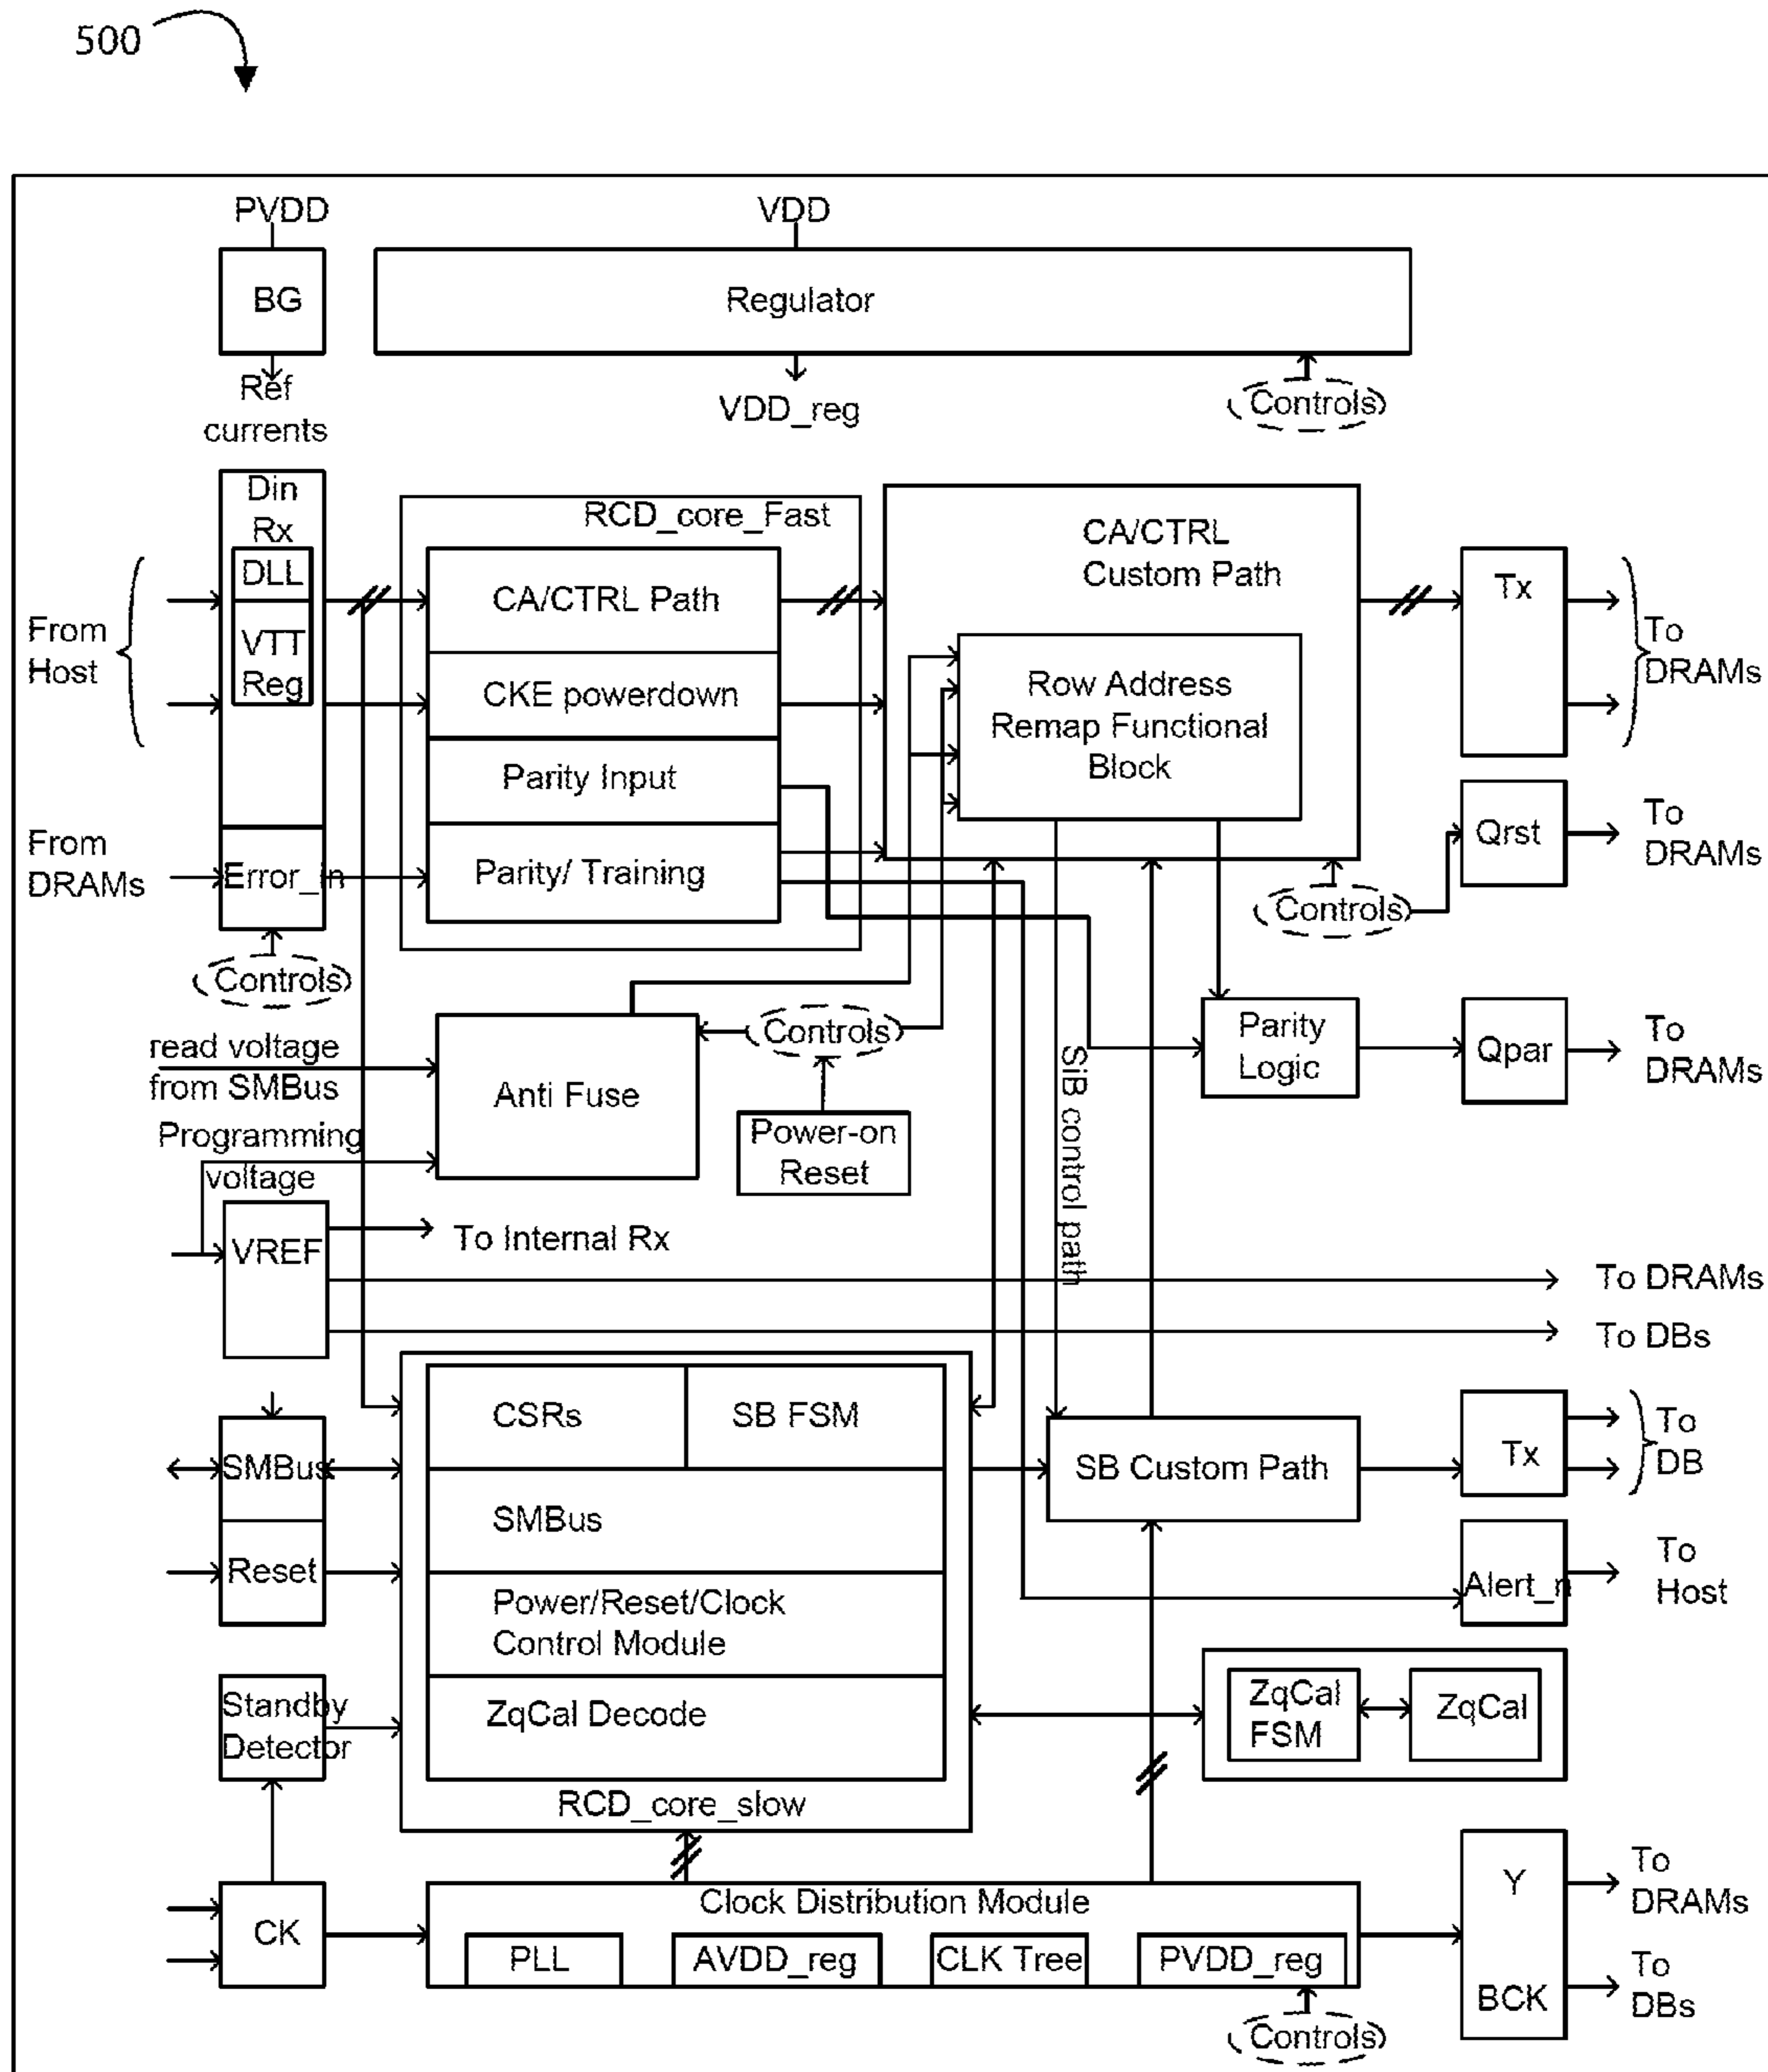 500
PVDD
VDD
BG
Regulator
Ref
currents
VDD_reg
Controls
Din
Rx
DLL
VTT
Reg
From
Host
RCD_core_Fast
CA/CTRL Path
CKE powerdown
Parity Input
Parity/ Training
CA/CTRL
Custom Path
Row Address
Remap Functional
Block
Tx
To
DRAMs
From
DRAMs
Error_in
Controls
Qrst
To
DRAMs
Controls
read voltage
from SMBus
Programming
voltage
Anti Fuse
Controls
Power-on
Reset
SiB control path
Parity
Logic
Qpar
To
DRAMs
VREF
To Internal Rx
To DRAMs
To DBs
SMBus
Reset
CSRs
SB FSM
SMBus
Power/Reset/Clock
Control Module
ZqCal Decode
RCD_core_slow
SB Custom Path
Tx
To
DB
Alert_n
To
Host
Standby
Detector
ZqCal
FSM
ZqCal
CK
Clock Distribution Module
PLL
AVDD_reg
CLK Tree
PVDD_reg
Controls
Y
BCK
To
DRAMs
To
DBs